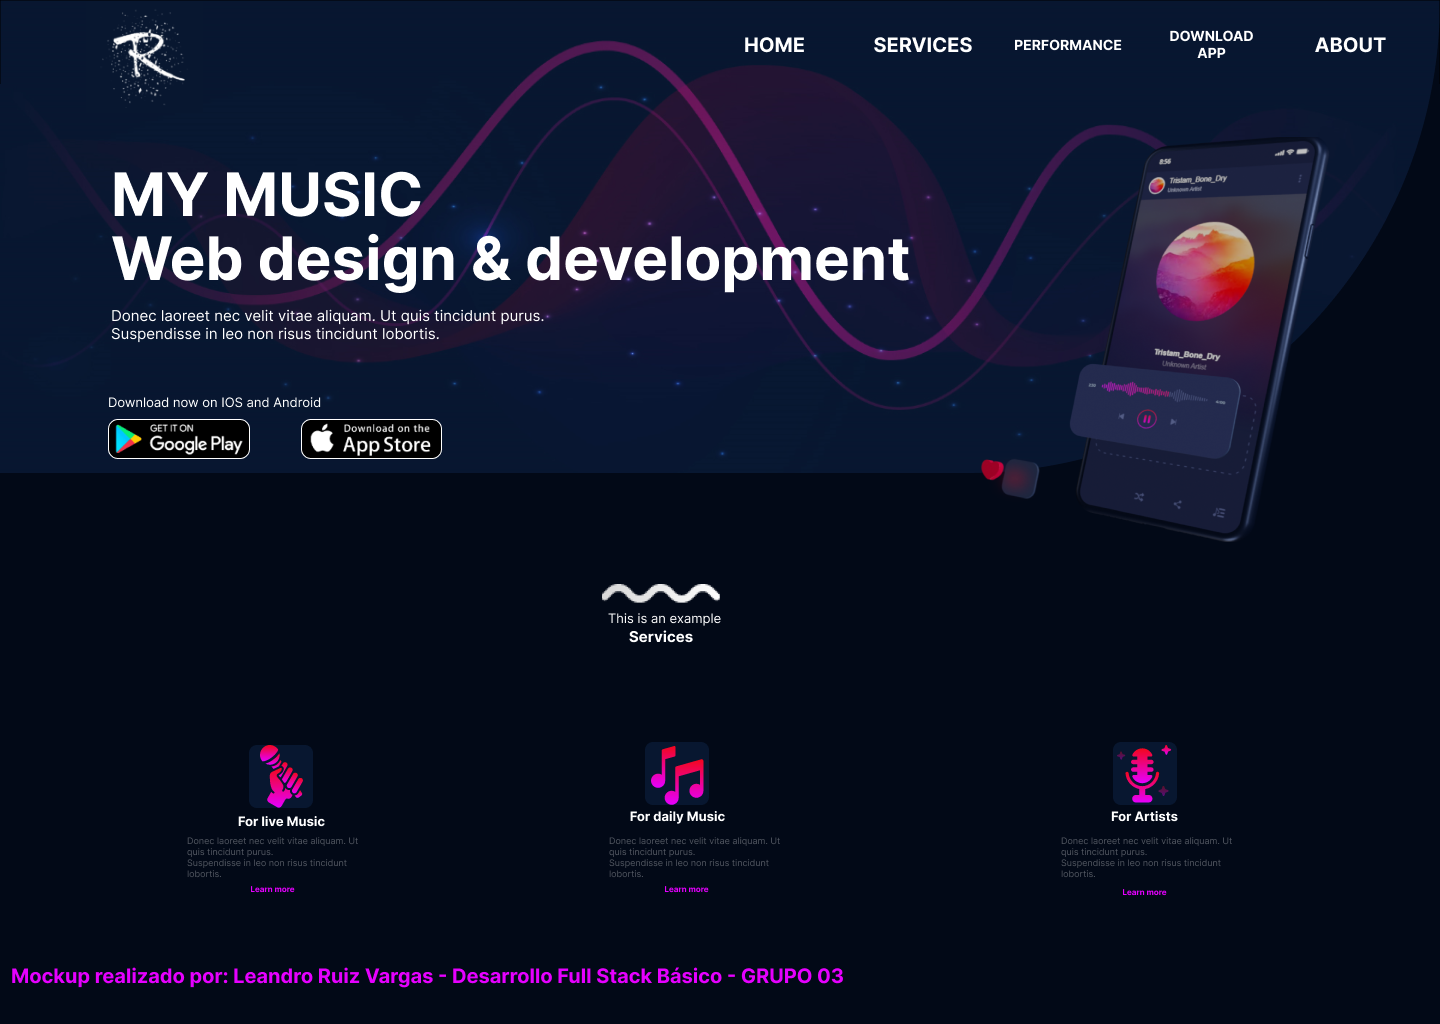 R
HOME
SERVICES
PERFORMANCE
DOWNLOAD
APP
ABOUT
MY MUSIC
Web design & development
Donec laoreet nec velit vitae aliquam. Ut quis tincidunt purus.
Suspendisse in leo non risus tincidunt lobortis.
Download now on IOS and Android
GET IT ON
Google Play
Download on the
App Store
8:56
Tristam_Bone_Dry
Unknown Artist
Tristam_Bone_Dry
Unknown Artist
This is an example
Services
For live Music
Donec laoreet nec velit vitae aliquam. Ut
quis tincidunt purus.
Suspendisse in leo non risus tincidunt
lobortis.
Learn more
For daily Music
Donec laoreet nec velit vitae aliquam. Ut
quis tincidunt purus.
Suspendisse in leo non risus tincidunt
lobortis.
Learn more
For Artists
Donec laoreet nec velit vitae aliquam. Ut
quis tincidunt purus.
Suspendisse in leo non risus tincidunt
lobortis.
Learn more
Mockup realizado por: Leandro Ruiz Vargas - Desarrollo Full Stack Básico - GRUPO 03